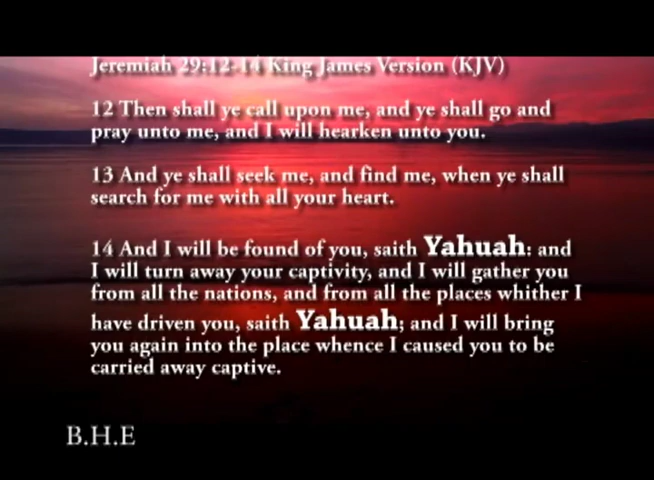 Jeremiah 29:12-14 King James Version (KJV)
12 Then shall ye call upon me, and ye shall go and
pray unto me, and I will hearken unto you.
13 And ye shall seek me, and find me, when ye shall
search for me with all your heart.
14 And I will be found of you, saith Yahuah: and
I will turn away your captivity, and I will gather you
from all the nations, and from all the places whither I
have driven you, saith Yahuah; and I will bring
you again into the place whence I caused you to be
carried away captive.
B.H.E